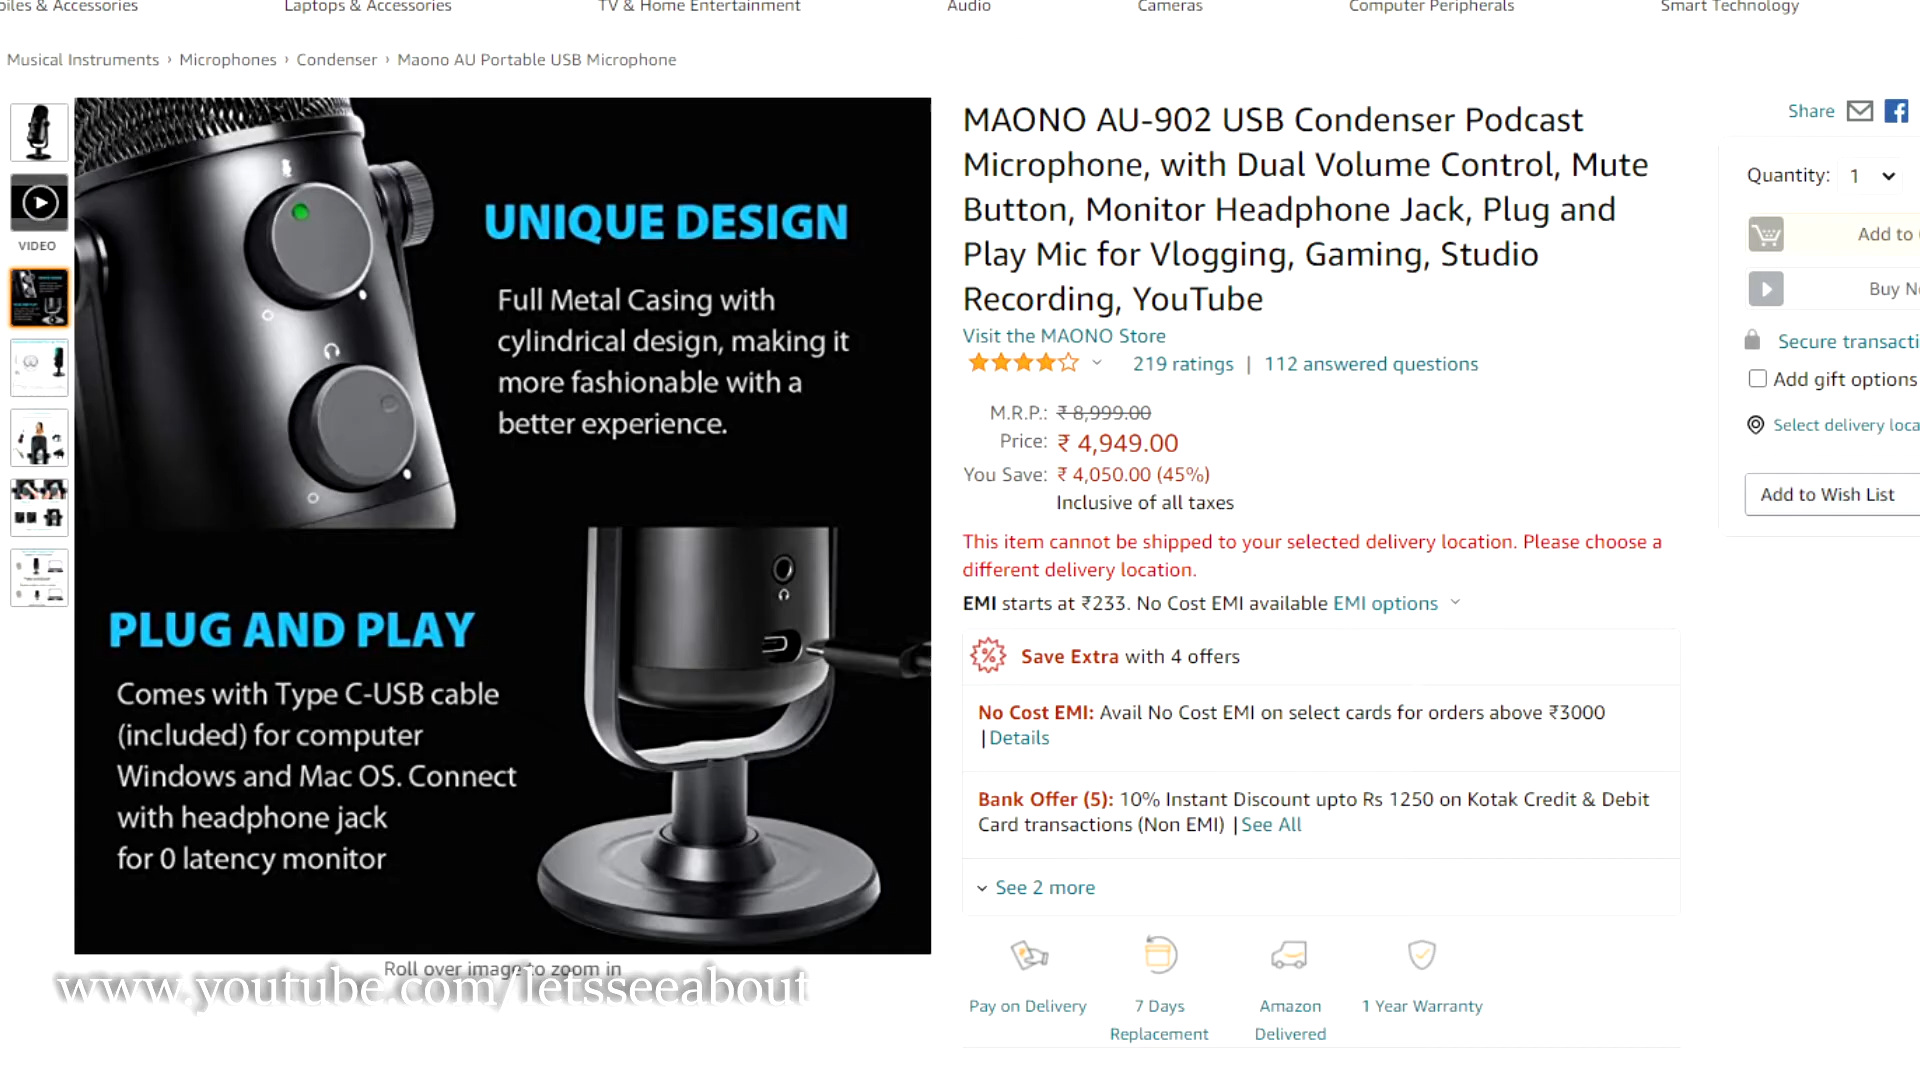 Laptops & Accessories
TV & Home Entertainment
Audio
Cameras
Computer Peripherals
Smart Technology
Musical Instruments › Microphones › Condenser › Maono AU Portable USB Microphone
VIDEO
UNIQUE DESIGN
Full Metal Casing with
cylindrical design, making it
more fashionable with a
better experience.
PLUG AND PLAY
Comes with Type C-USB cable
(included) for computer
Windows and Mac OS. Connect
with headphone jack
for 0 latency monitor
Roll over image to zoom in
www.youtube.com/letsseeabout
MAONO AU-902 USB Condenser Podcast
Microphone, with Dual Volume Control, Mute
Button, Monitor Headphone Jack, Plug and
Play Mic for Vlogging, Gaming, Studio
Recording, YouTube
Visit the MAONO Store
219 ratings | 112 answered questions
M.R.P.: ₹ 8,999.00
Price: ₹ 4,949.00
You Save: ₹ 4,050.00 (45%)
Inclusive of all taxes
This item cannot be shipped to your selected delivery location. Please choose a
different delivery location.
EMI starts at ₹233. No Cost EMI available EMI options
Save Extra with 4 offers
No Cost EMI: Avail No Cost EMI on select cards for orders above ₹3000
|Details
Bank Offer (5): 10% Instant Discount upto Rs 1250 on Kotak Credit & Debit
Card transactions (Non EMI) |See All
See 2 more
Pay on Delivery
7 Days
Replacement
Amazon
Delivered
1 Year Warranty
Share
Quantity: 1
Add to
Buy
Secure
Add gift options
Select delivery
Add to Wish List